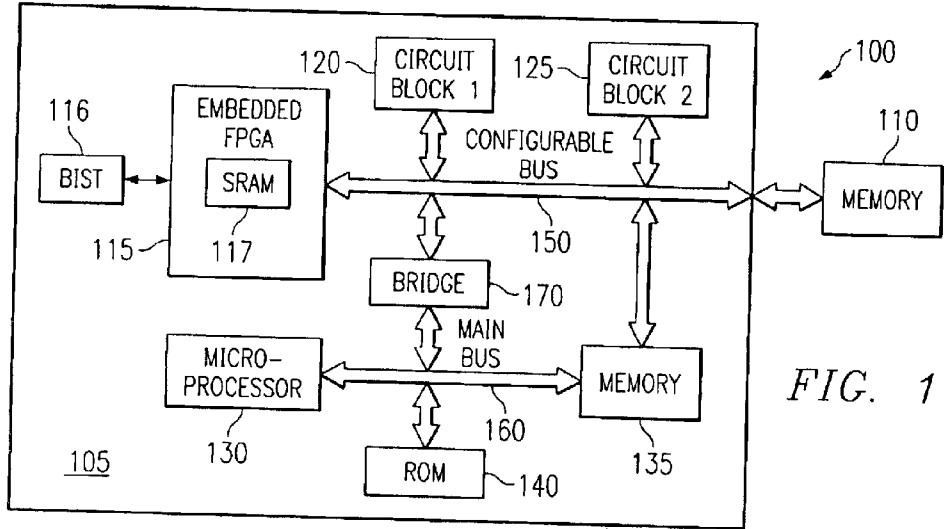 120
CIRCUIT
BLOCK 1
125
CIRCUIT
BLOCK 2
100
116
EMBEDDED
FPGA
CONFIGURABLE
BUS
110
BIST
SRAM
MEMORY
115
117
150
BRIDGE
170
MAIN
BUS
MICRO-
PROCESSOR
MEMORY
FIG. 1
130
160
135
105
ROM
140